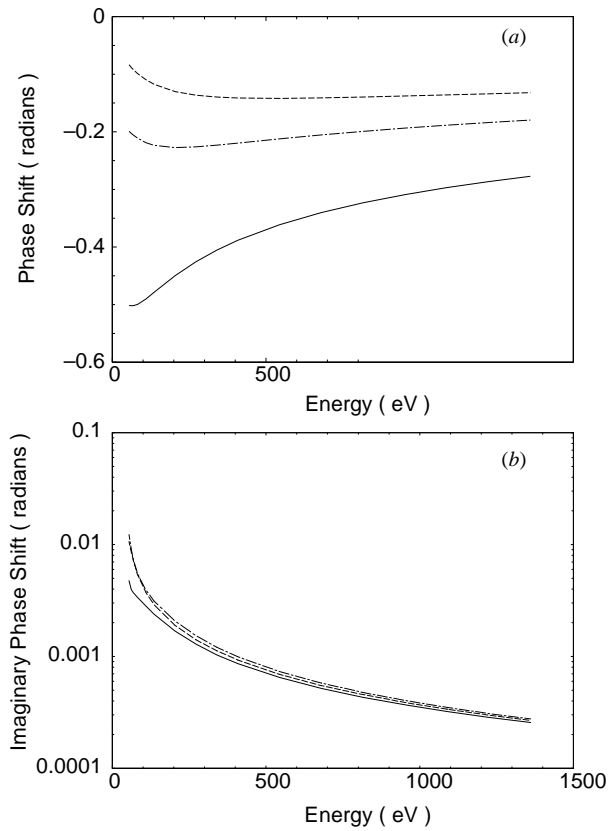 0
(a)
−0.2
−0.4
−0.6
Phase Shift ( radians )
0
500
Energy ( eV )
0.1
(b)
0.01
0.001
0.0001
Imaginary Phase Shift ( radians )
0
500
1000
1500
Energy ( eV )